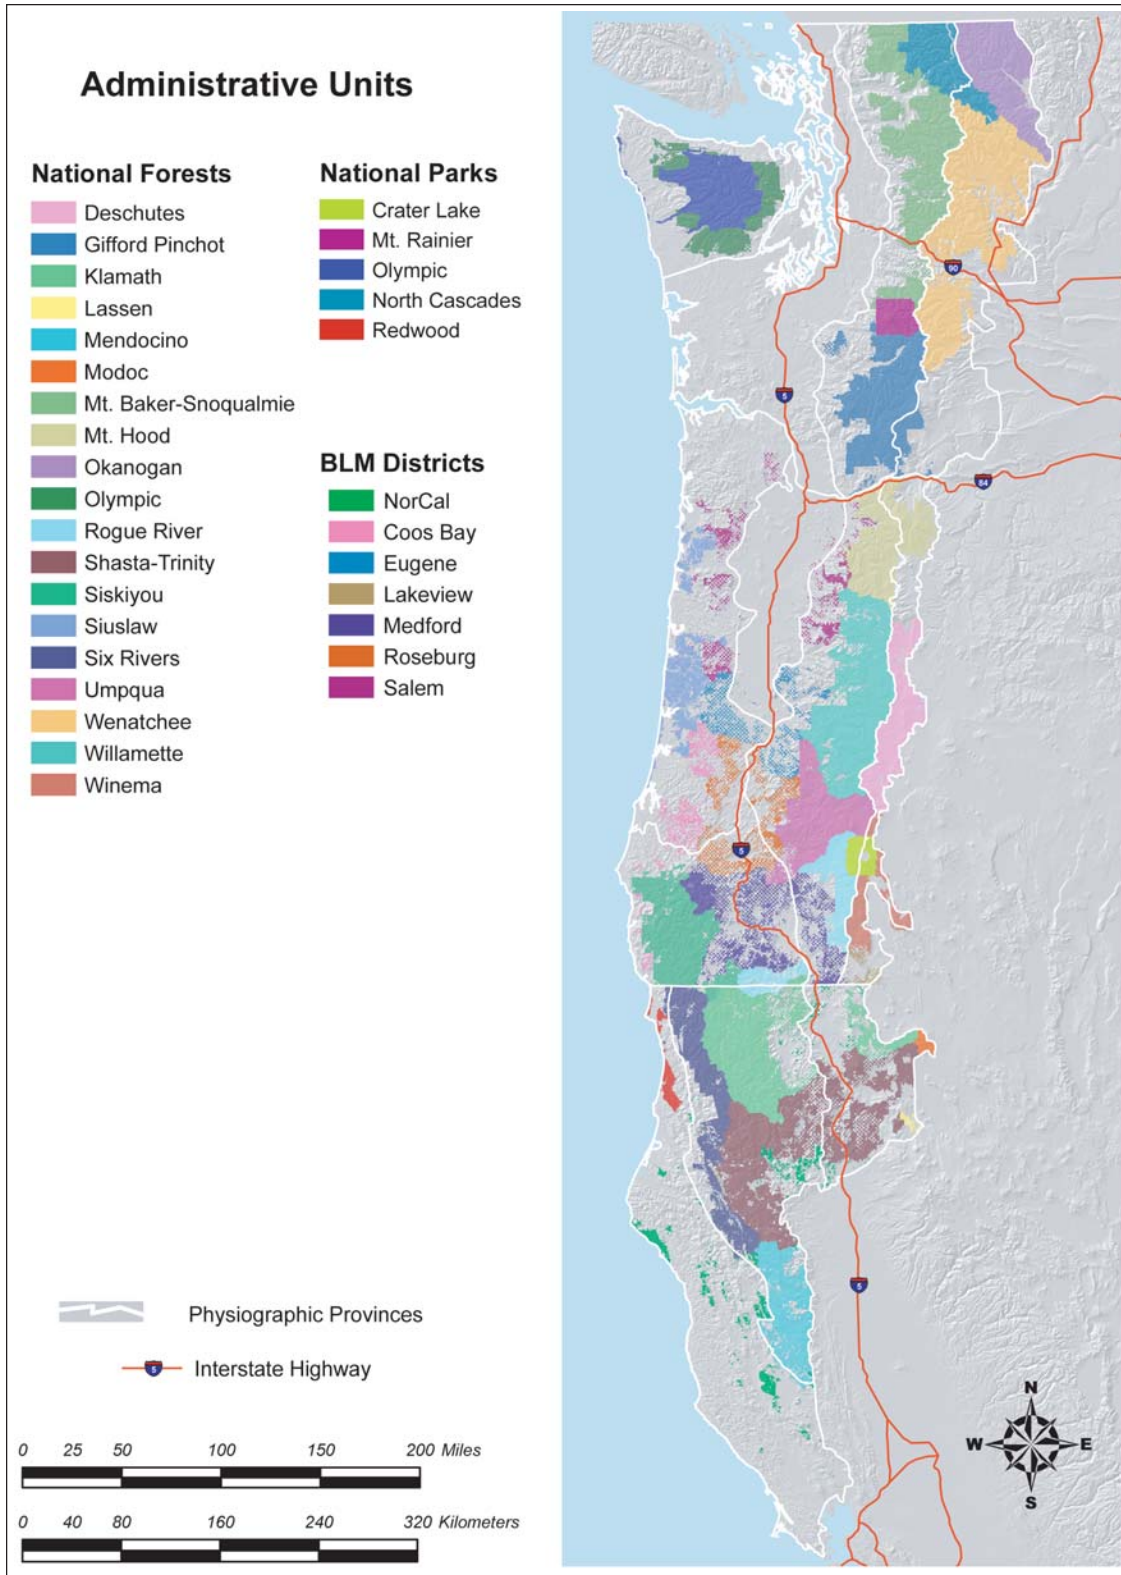 Administrative Units
National Forests
Deschutes
Gifford Pinchot
Klamath
Lassen
Mendocino
Modoc
Mt. Baker-Snoqualmie
Mt. Hood
Okanogan
Olympic
Rogue River
Shasta-Trinity
Siskiyou
Siuslaw
Six Rivers
Umpqua
Wenatchee
Willamette
Winema
National Parks
Crater Lake
Mt. Rainier
Olympic
North Cascades
Redwood
BLM Districts
NorCal
Coos Bay
Eugene
Lakeview
Medford
Roseburg
Salem
Physiographic Provinces
5 Interstate Highway
0 25 50 100 150 200 Miles
0 40 80 160 240 320 Kilometers
90
5
84
5
5
N
W E
S